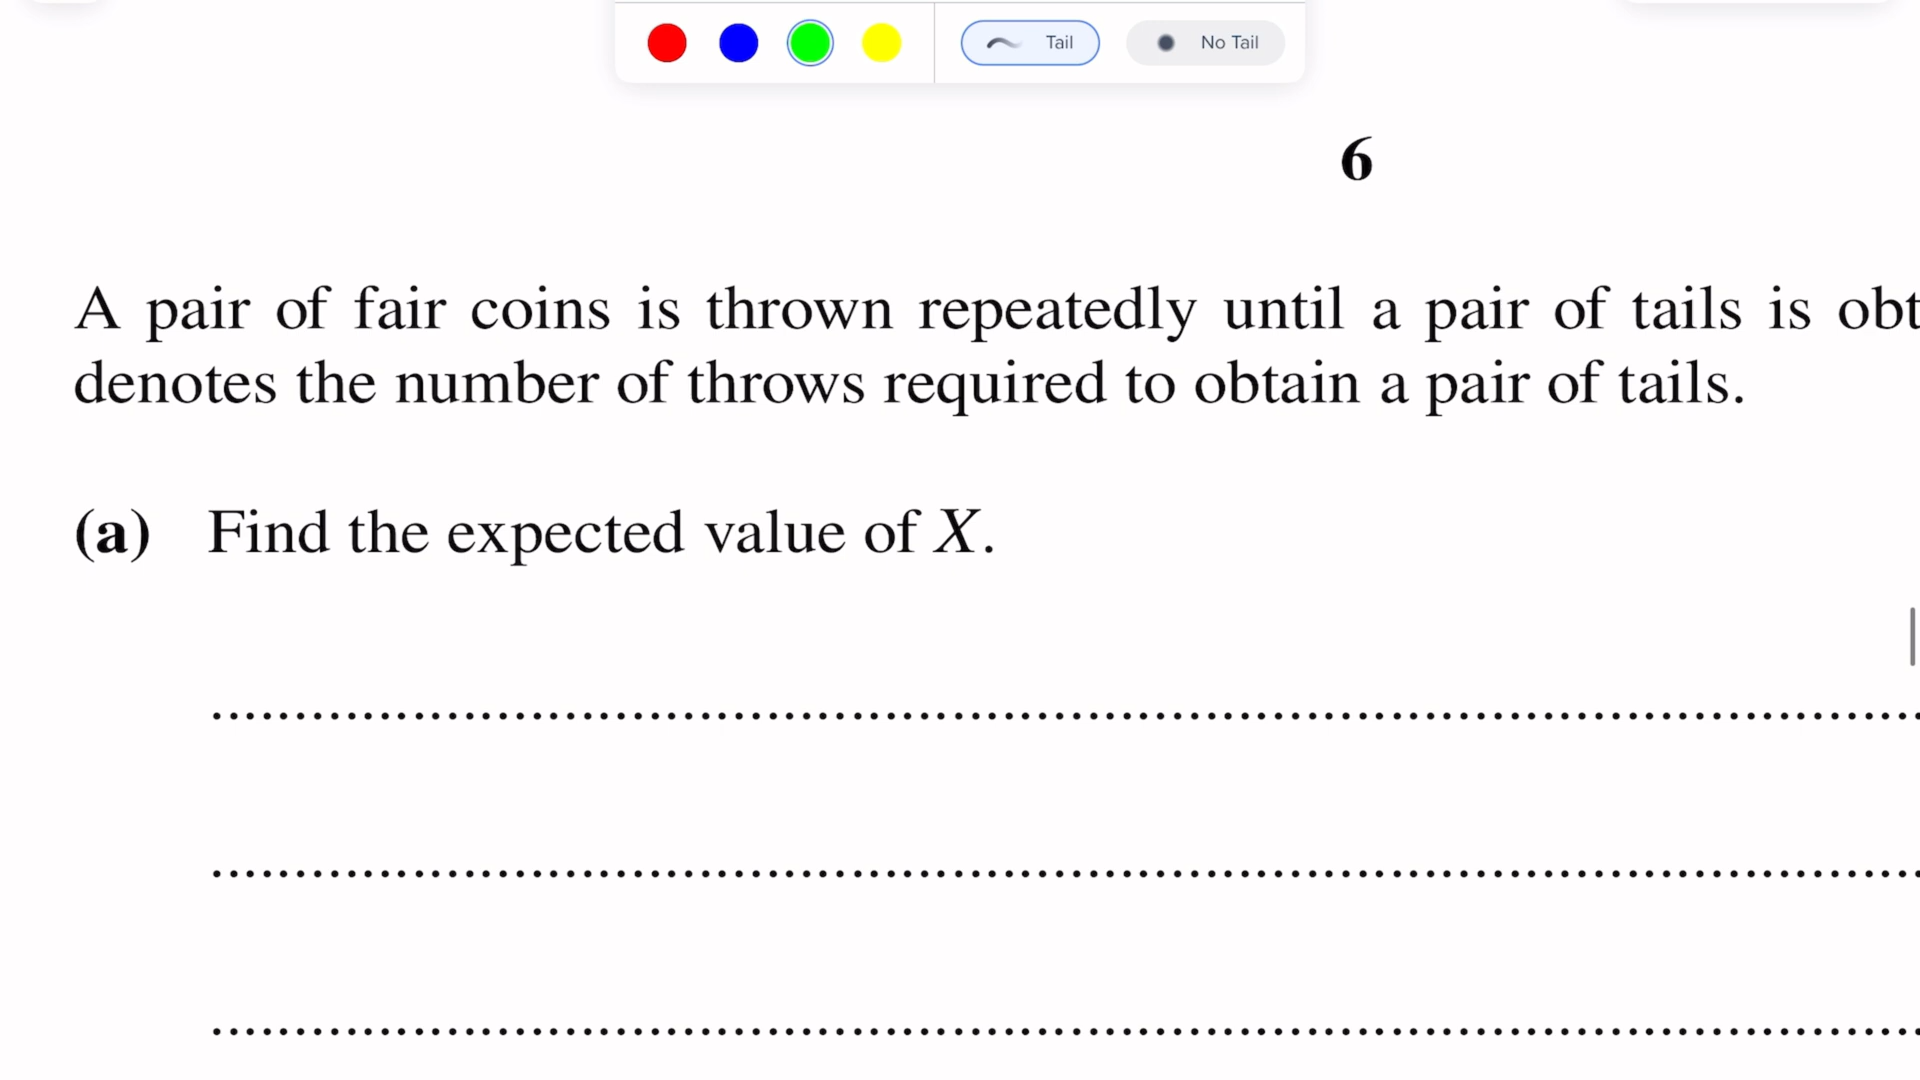 Tail
No Tail
6
A pair of fair coins is thrown repeatedly until a pair of tails is
denotes the number of throws required to obtain a pair of tails.
(a) Find the expected value of X.